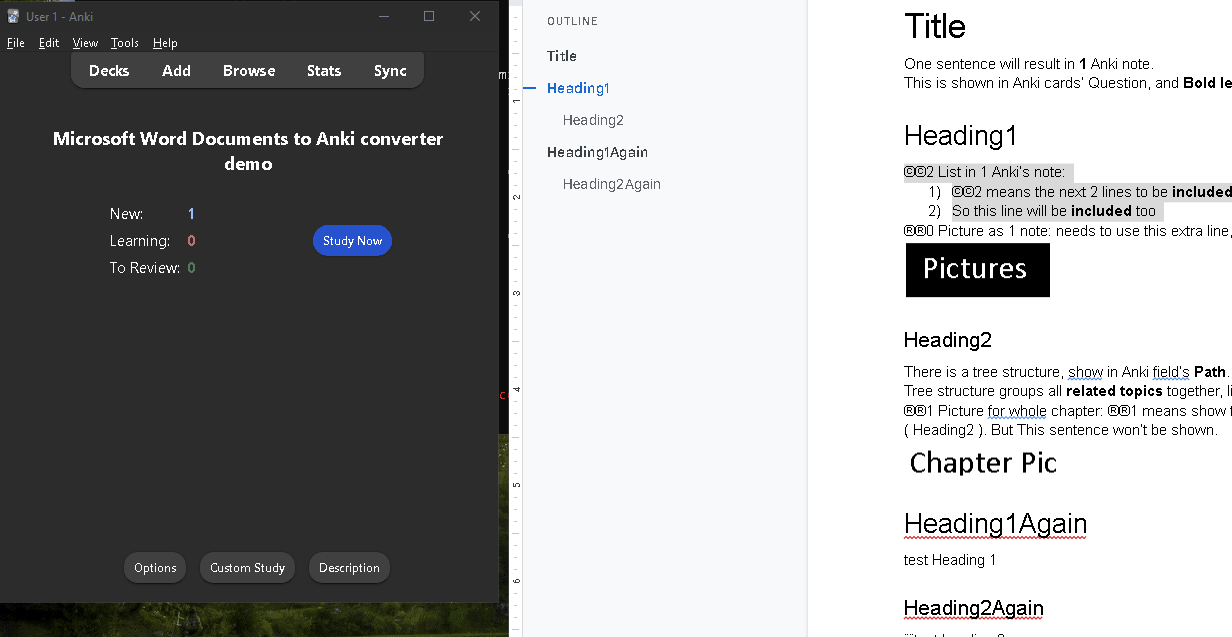 User 1 - Anki
File Edit View Tools Help
Decks Add Browse Stats Sync
Microsoft Word Documents to Anki converter
demo
New: 1
Learning: 0
To Review: 0
Study Now
Options Custom Study Description
1
2
3
4
5
6
OUTLINE
Title
Heading1
Heading2
Heading1Again
Heading2Again
Title
One sentence will result in 1 Anki note.
This is shown in Anki cards' Question, and Bold le
Heading1
©©2 List in 1 Anki's note:
1) ©©2 means the next 2 lines to be included
2) So this line will be included too
®®0 Picture as 1 note: needs to use this extra line,
Pictures
Heading2
There is a tree structure, show in Anki field's Path.
Tree structure groups all related topics together, li
®®1 Picture for whole chapter: ®®1 means show
( Heading2 ). But This sentence won't be shown.
Chapter Pic
Heading1Again
test Heading 1
Heading2Again